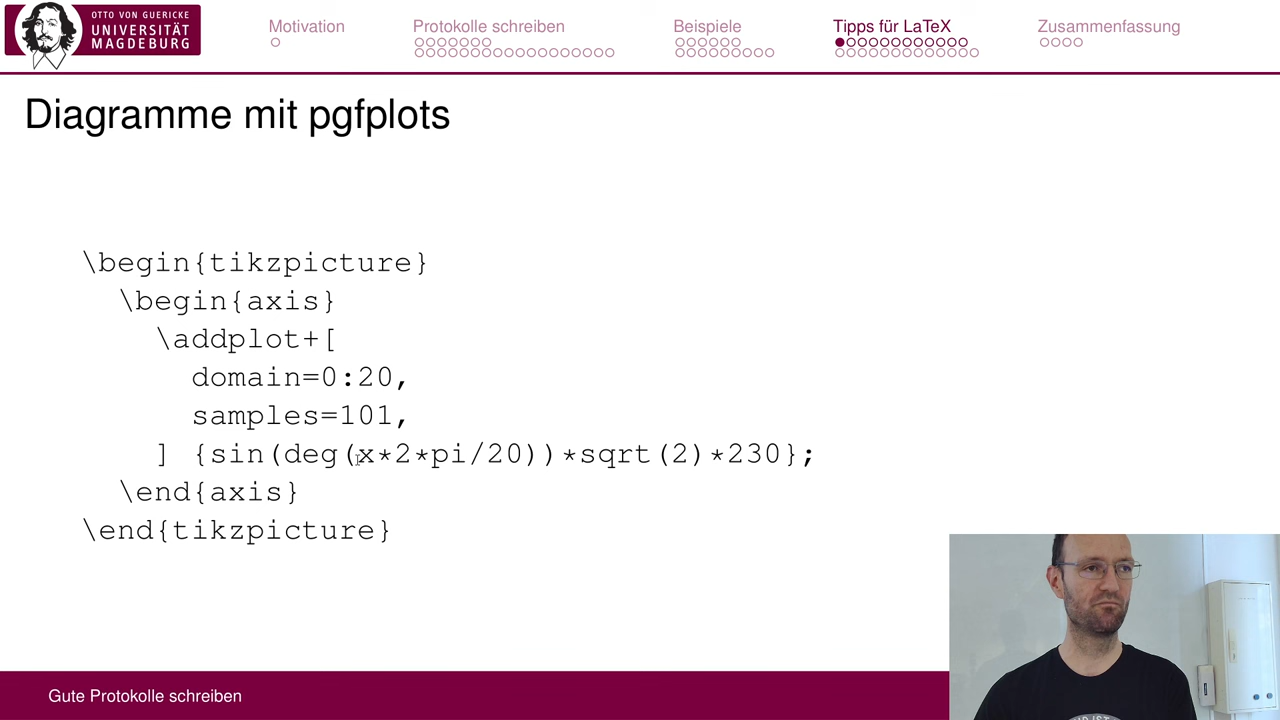 OTTO VON GUERICKE
UNIVERSITÄT
MAGDEBURG
Motivation
Protokolle schreiben
Beispiele
Tipps für LaTeX
Zusammenfassung
Diagramme mit pgfplots
\begin{tikzpicture}
\begin{axis}
\addplot+[
domain=0:20,
samples=101,
] {sin(deg(x*2*pi/20))*sqrt(2)*230};
\end{axis}
\end{tikzpicture}
Gute Protokolle schreiben